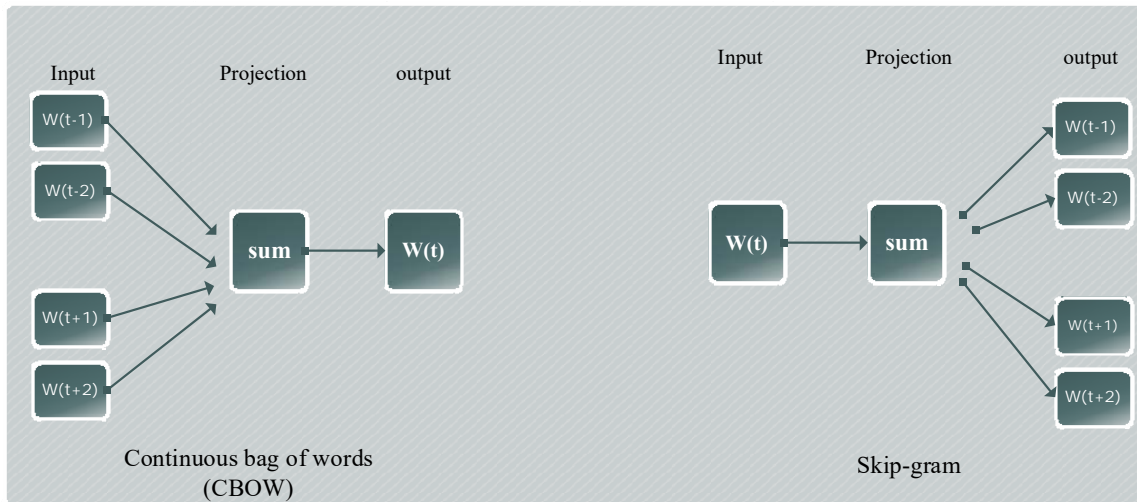 Input
Projection
output
W(t-1)
W(t-2)
sum
W(t)
W(t+1)
W(t+2)
Continuous bag of words
(CBOW)
Input
Projection
output
W(t-1)
W(t-2)
W(t)
sum
W(t+1)
W(t+2)
Skip-gram